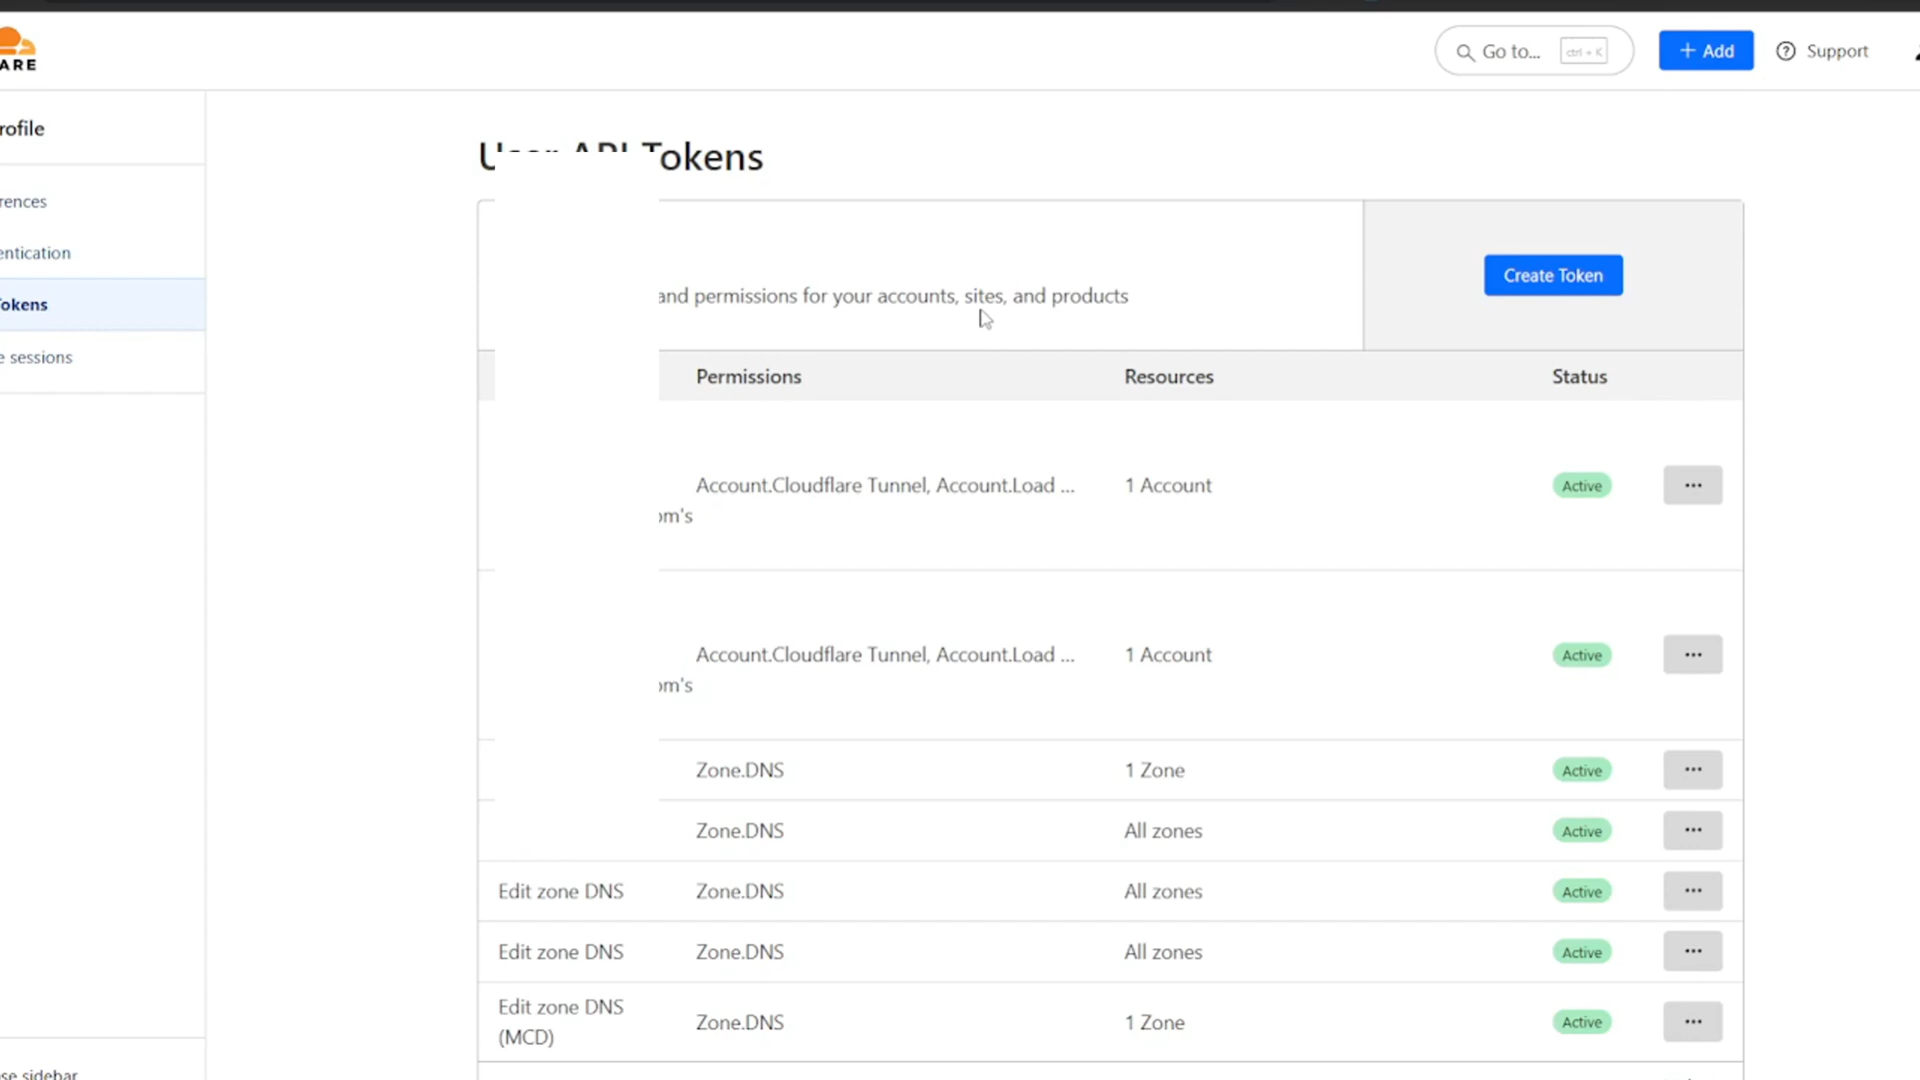 ARE
Go to...
ctrl + K
+ Add
Support
rofile
rences
entication
Tokens
e sessions
User API Tokens
and permissions for your accounts, sites, and products
Create Token
Permissions
Resources
Status
Account.Cloudflare Tunnel, Account.Load ...
1 Account
Active
om's
Account.Cloudflare Tunnel, Account.Load ...
1 Account
Active
om's
Zone.DNS
1 Zone
Active
Zone.DNS
All zones
Active
Edit zone DNS
Zone.DNS
All zones
Active
Edit zone DNS
Zone.DNS
All zones
Active
Edit zone DNS
(MCD)
Zone.DNS
1 Zone
Active
se sidebar